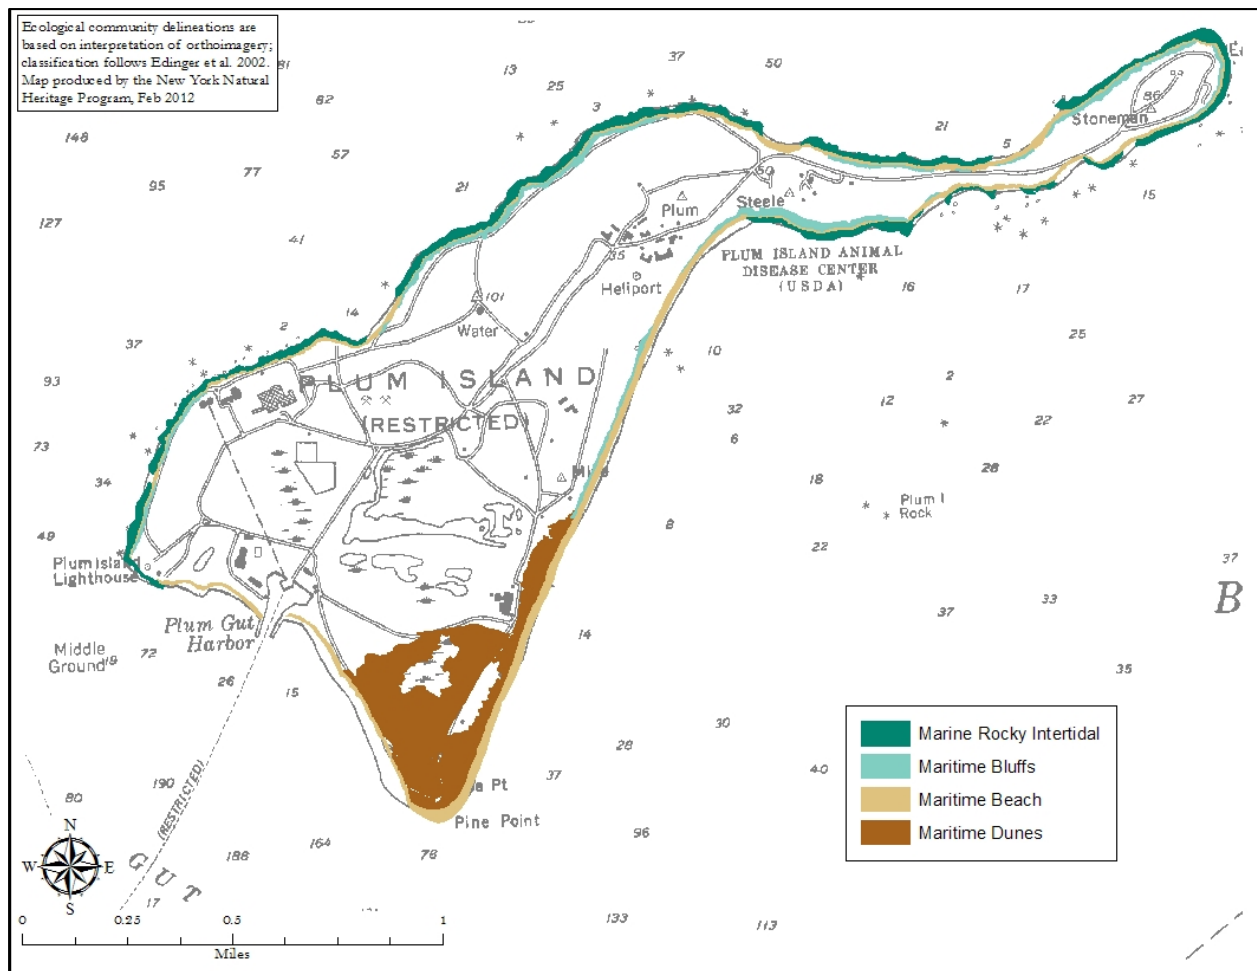 Ecological community delineations are
based on interpretation of orthoimagery;
classification follows Edinger et al. 2002.
Map produced by the New York Natural
Heritage Program, Feb 2012
37
50
13
25
81
82
3
86
Stoneman
148
57
21
5
77
95
21
50
15
127
Plum
Steele
41
35
PLUM ISLAND ANIMAL
DISEASE CENTER
(USDA)
Heliport
16
17
101
14
2
Water
37
25
10
93
PLUM ISLAND
2
(RESTRICTED)
12
27
32
22
73
6
28
34
18
Plum I
Rock
8
49
22
Plum Island
Lighthouse
37
33
37
B
Plum Gut
Harbor
14
Middle
Ground
19
72
35
26
15
30
28
37
40
190
80
(RESTRICTED)
Pt
Pine Point
96
164
188
76
GUT
17
133
113
Marine Rocky Intertidal
Maritime Bluffs
Maritime Beach
Maritime Dunes
N
W
E
S
0
0.25
0.5
1
Miles